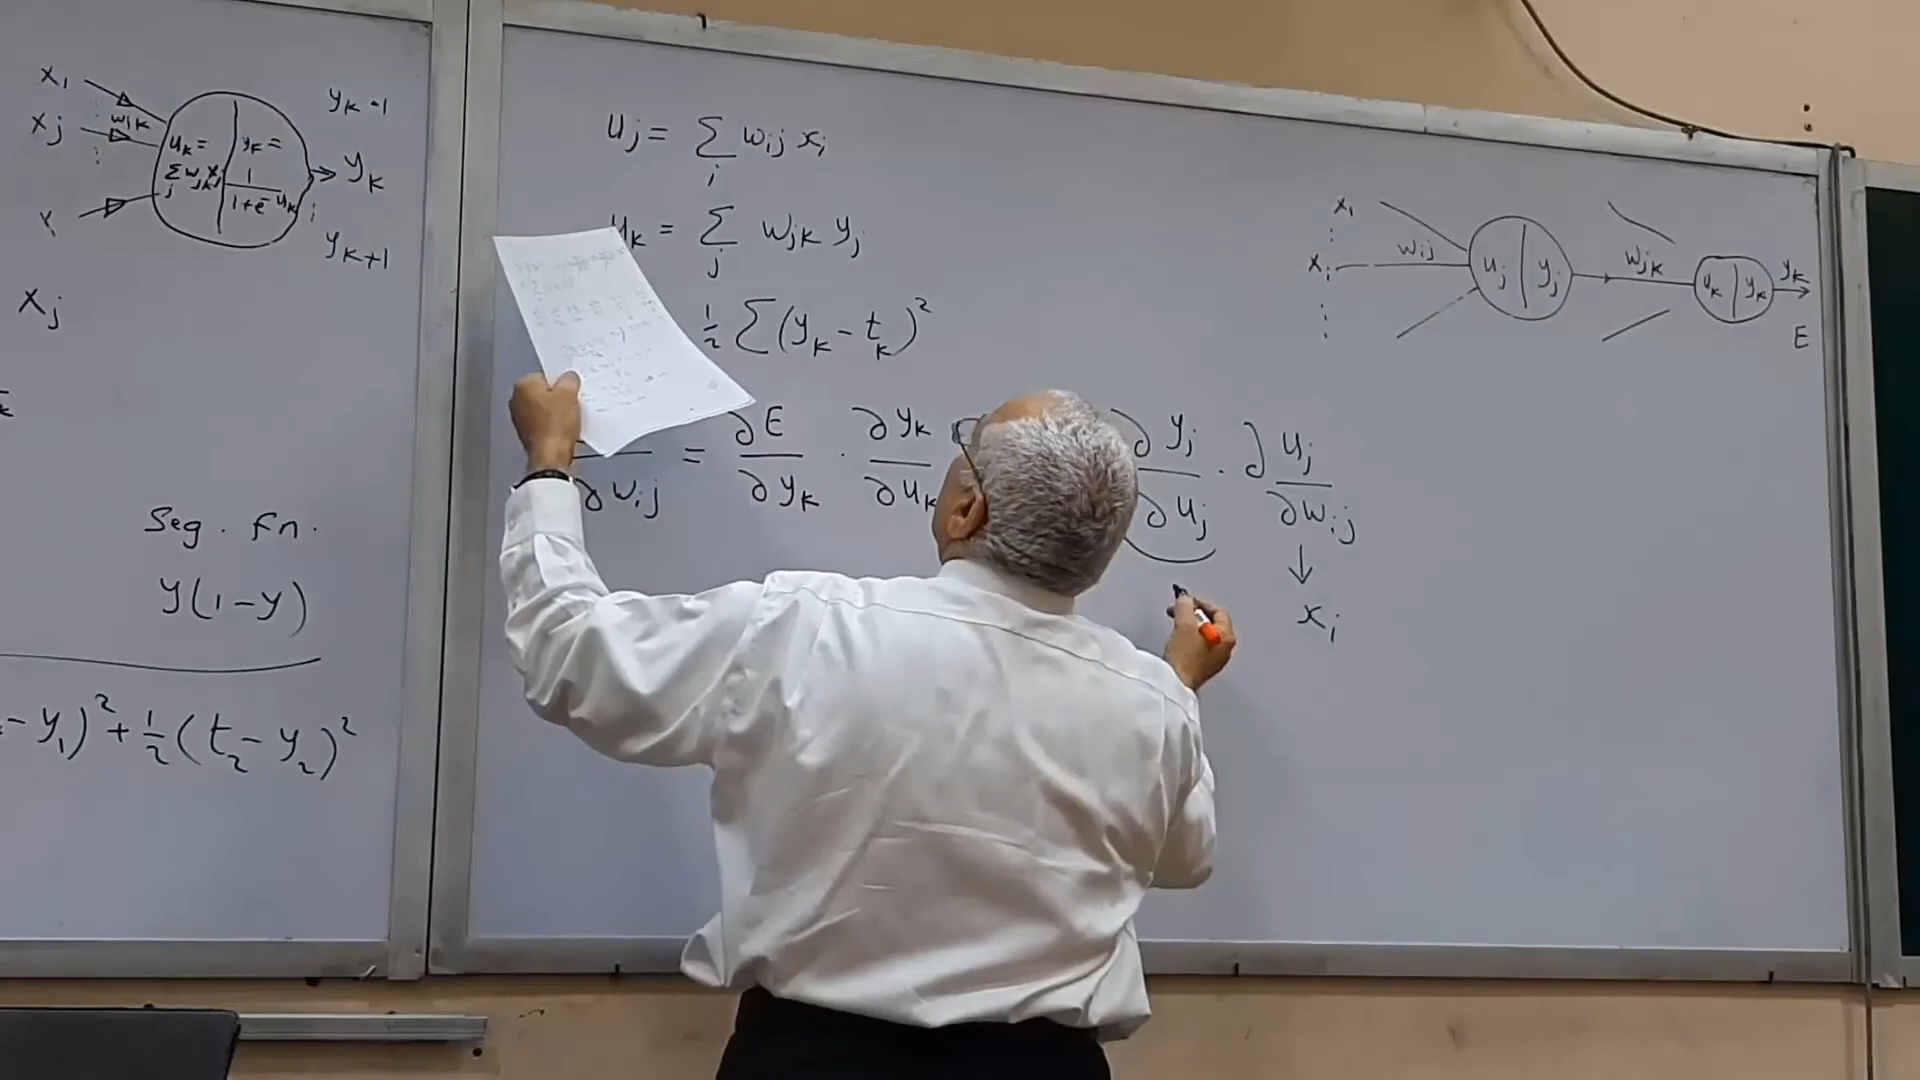 x₁
xⱼ
wⱼₖ
uₖ =
∑ⱼ wⱼₖ xⱼ
yₖ =
1
1 + e⁻ᵘₖ
yₖ₋₁
yₖ
yₖ₊₁
Xⱼ
Seg. Fn.
y(1-y)
- y₁)² + ½ (t₂ - y₂)²
uⱼ = ∑ᵢ wᵢⱼ xᵢ
uₖ = ∑ⱼ wⱼₖ yⱼ
½ ∑(yₖ - tₖ)²
∂wᵢⱼ = ∂E/∂yₖ · ∂yₖ/∂uₖ ∂yⱼ/∂uⱼ · ∂uⱼ/∂wᵢⱼ
↓
xᵢ
x₁
xᵢ
wᵢⱼ
uⱼ | yⱼ
wⱼₖ
uₖ | yₖ
yₖ
E